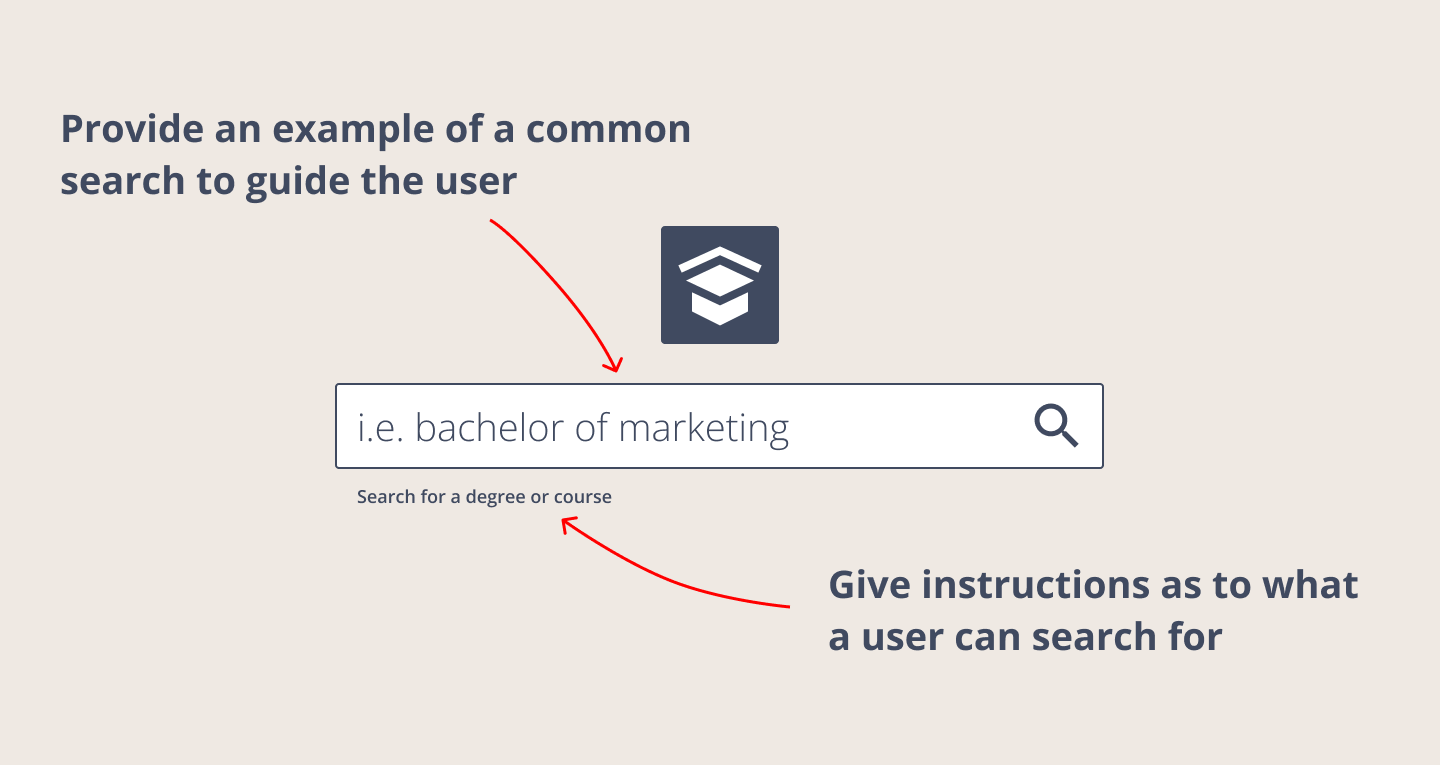 Provide an example of a common
search to guide the user
i.e. bachelor of marketing
Search for a degree or course
Give instructions as to what
a user can search for